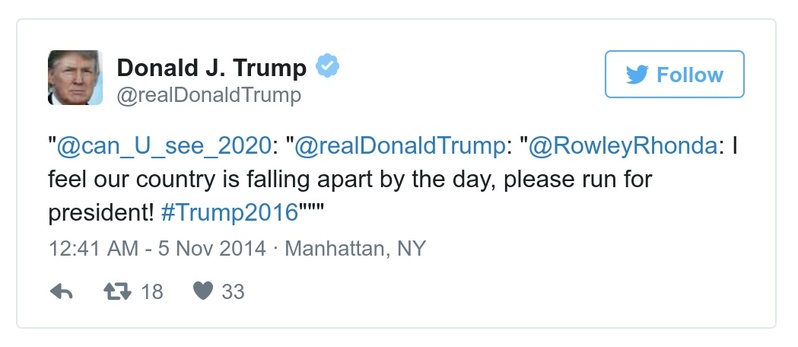 Donald J. Trump
Follow
@realDonaldTrump
"@can_U_see_2020: "@realDonaldTrump: "@RowleyRhonda: I
feel our country is falling apart by the day, please run for
president! #Trump2016"""
12:41 AM - 5 Nov 2014 · Manhattan, NY
18 33